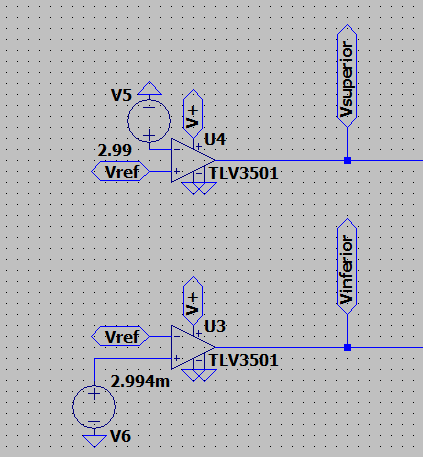 V5
V+
U4
2.99
Vref
TLV3501
Vsuperior
V+
U3
Vref
TLV3501
Vinferior
2.994m
V6